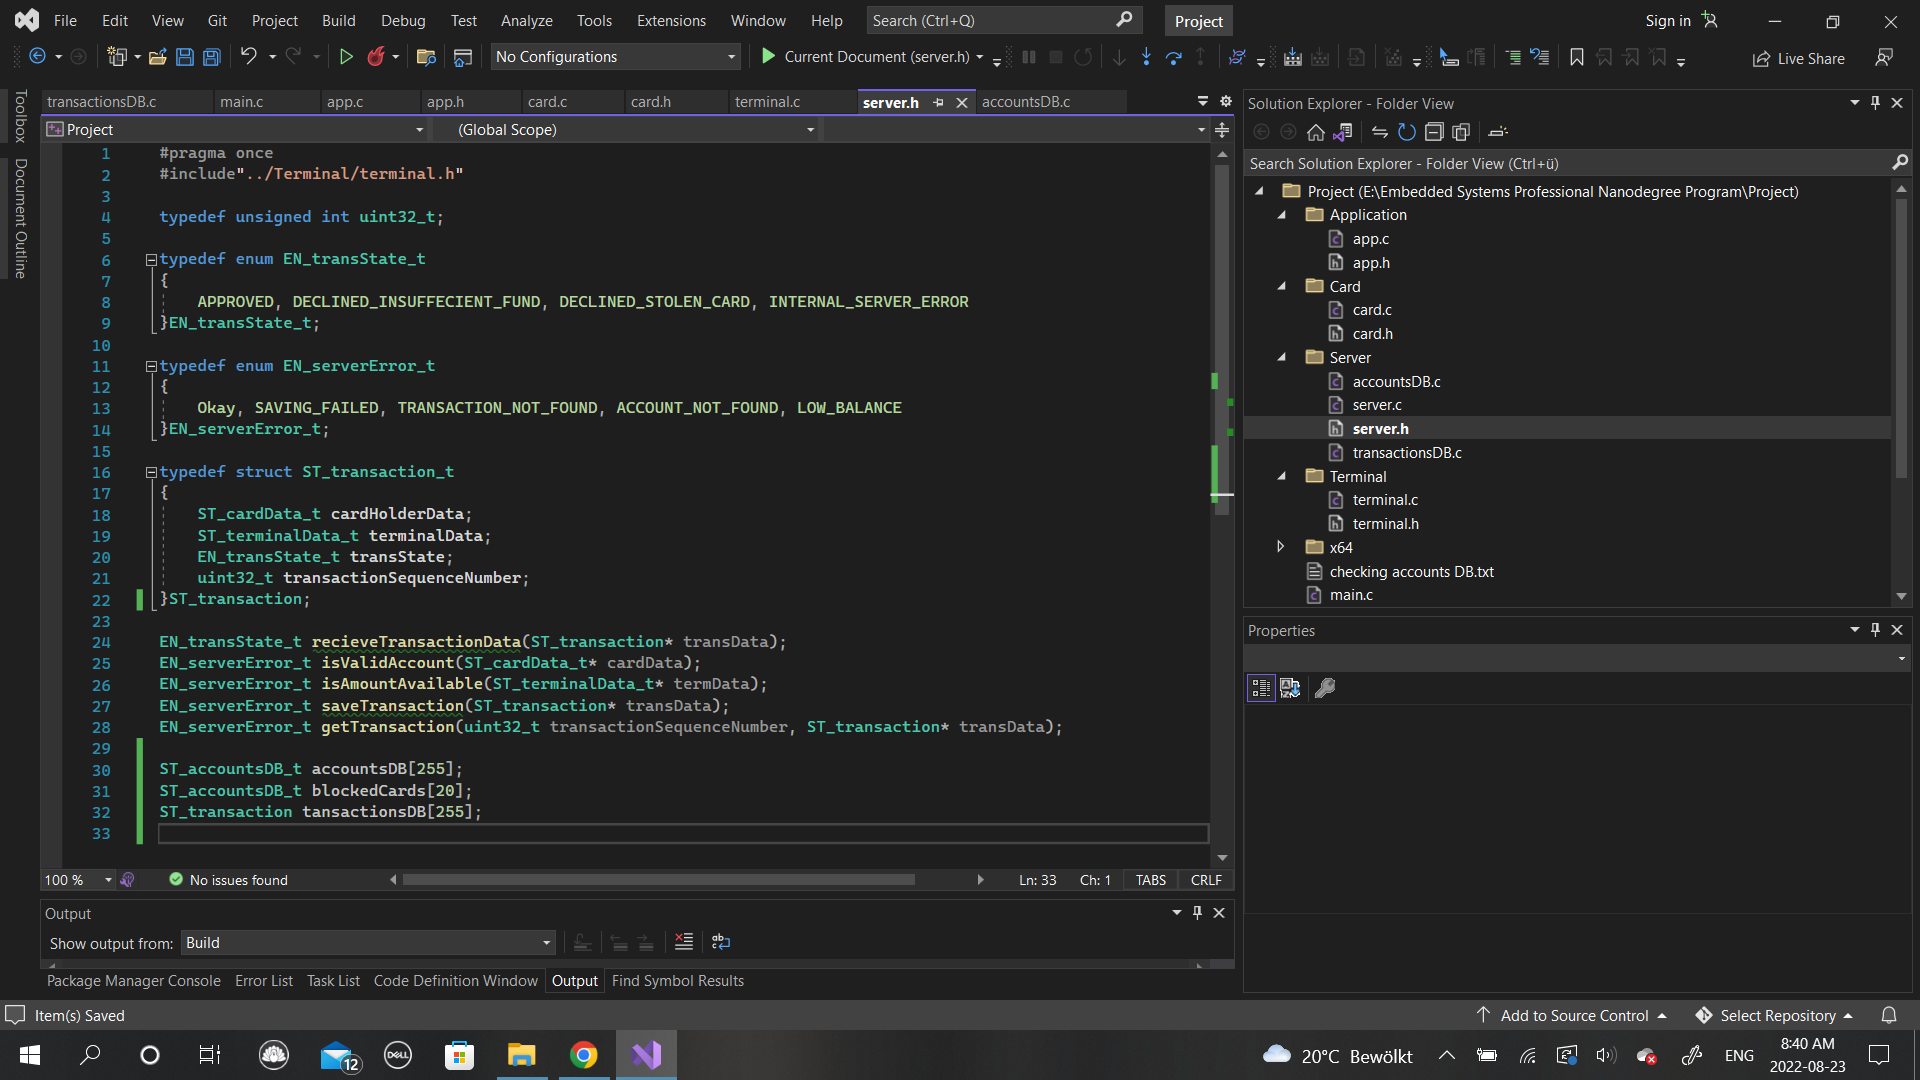 File Edit View Git Project Build Debug Test Analyze Tools Extensions Window Help Search (Ctrl+Q) Project Sign in
No Configurations Current Document (server.h) Live Share
Toolbox
Document Outline
transactionsDB.c main.c app.c app.h card.c card.h terminal.c server.h accountsDB.c
Project (Global Scope)
1 #pragma once
2 #include"../Terminal/terminal.h"
3
4 typedef unsigned int uint32_t;
5
6 typedef enum EN_transState_t
7 {
8 APPROVED, DECLINED_INSUFFECIENT_FUND, DECLINED_STOLEN_CARD, INTERNAL_SERVER_ERROR
9 }EN_transState_t;
10
11 typedef enum EN_serverError_t
12 {
13 Okay, SAVING_FAILED, TRANSACTION_NOT_FOUND, ACCOUNT_NOT_FOUND, LOW_BALANCE
14 }EN_serverError_t;
15
16 typedef struct ST_transaction_t
17 {
18 ST_cardData_t cardHolderData;
19 ST_terminalData_t terminalData;
20 EN_transState_t transState;
21 uint32_t transactionSequenceNumber;
22 }ST_transaction;
23
24 EN_transState_t recieveTransactionData(ST_transaction* transData);
25 EN_serverError_t isValidAccount(ST_cardData_t* cardData);
26 EN_serverError_t isAmountAvailable(ST_terminalData_t* termData);
27 EN_serverError_t saveTransaction(ST_transaction* transData);
28 EN_serverError_t getTransaction(uint32_t transactionSequenceNumber, ST_transaction* transData);
29
30 ST_accountsDB_t accountsDB[255];
31 ST_accountsDB_t blockedCards[20];
32 ST_transaction tansactionsDB[255];
33
100 % No issues found Ln: 33 Ch: 1 TABS CRLF
Output
Show output from: Build
Package Manager Console Error List Task List Code Definition Window Output Find Symbol Results
Solution Explorer - Folder View
Search Solution Explorer - Folder View (Ctrl+ü)
Project (E:\Embedded Systems Professional Nanodegree Program\Project)
Application
app.c
app.h
Card
card.c
card.h
Server
accountsDB.c
server.c
server.h
transactionsDB.c
Terminal
terminal.c
terminal.h
x64
checking accounts DB.txt
main.c
Properties
Item(s) Saved Add to Source Control Select Repository
12 DELL 20°C Bewölkt ENG 8:40 AM
2022-08-23